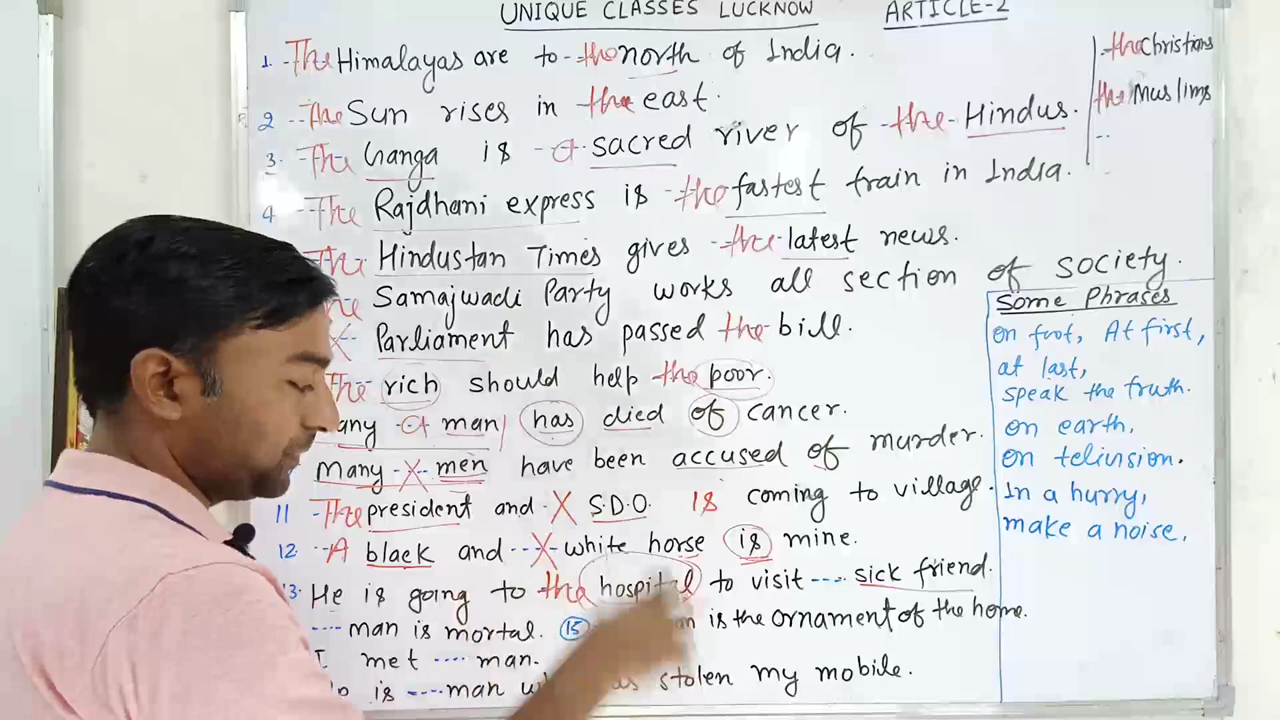 UNIQUE CLASSES LUCKNOW ARTICLE-2
1. The Himalayas are to the north of India.
2 The Sun rises in the east.
3. The Ganga is a sacred river of the Hindus.
4 The Rajdhani express is the fastest train in India.
The Hindustan Times gives the latest news.
Samajwadi Party works all section of society.
X Parliament has passed the bill.
The rich should help the poor.
any a man has died of cancer.
many X men have been accused of murder.
11 The president and X S.D.O. is coming to village.
12. A black and X white horse is mine.
13. He is going to the hospital to visit .... sick friend.
.... man is mortal. 15 is the ornament of the home.
I met .... man.
is .... man stolen my mobile.
the Christians
the Muslims
..
Some Phrases
on foot, At first,
at last,
speak the truth.
on earth,
on telivision.
In a hurry,
make a noise,